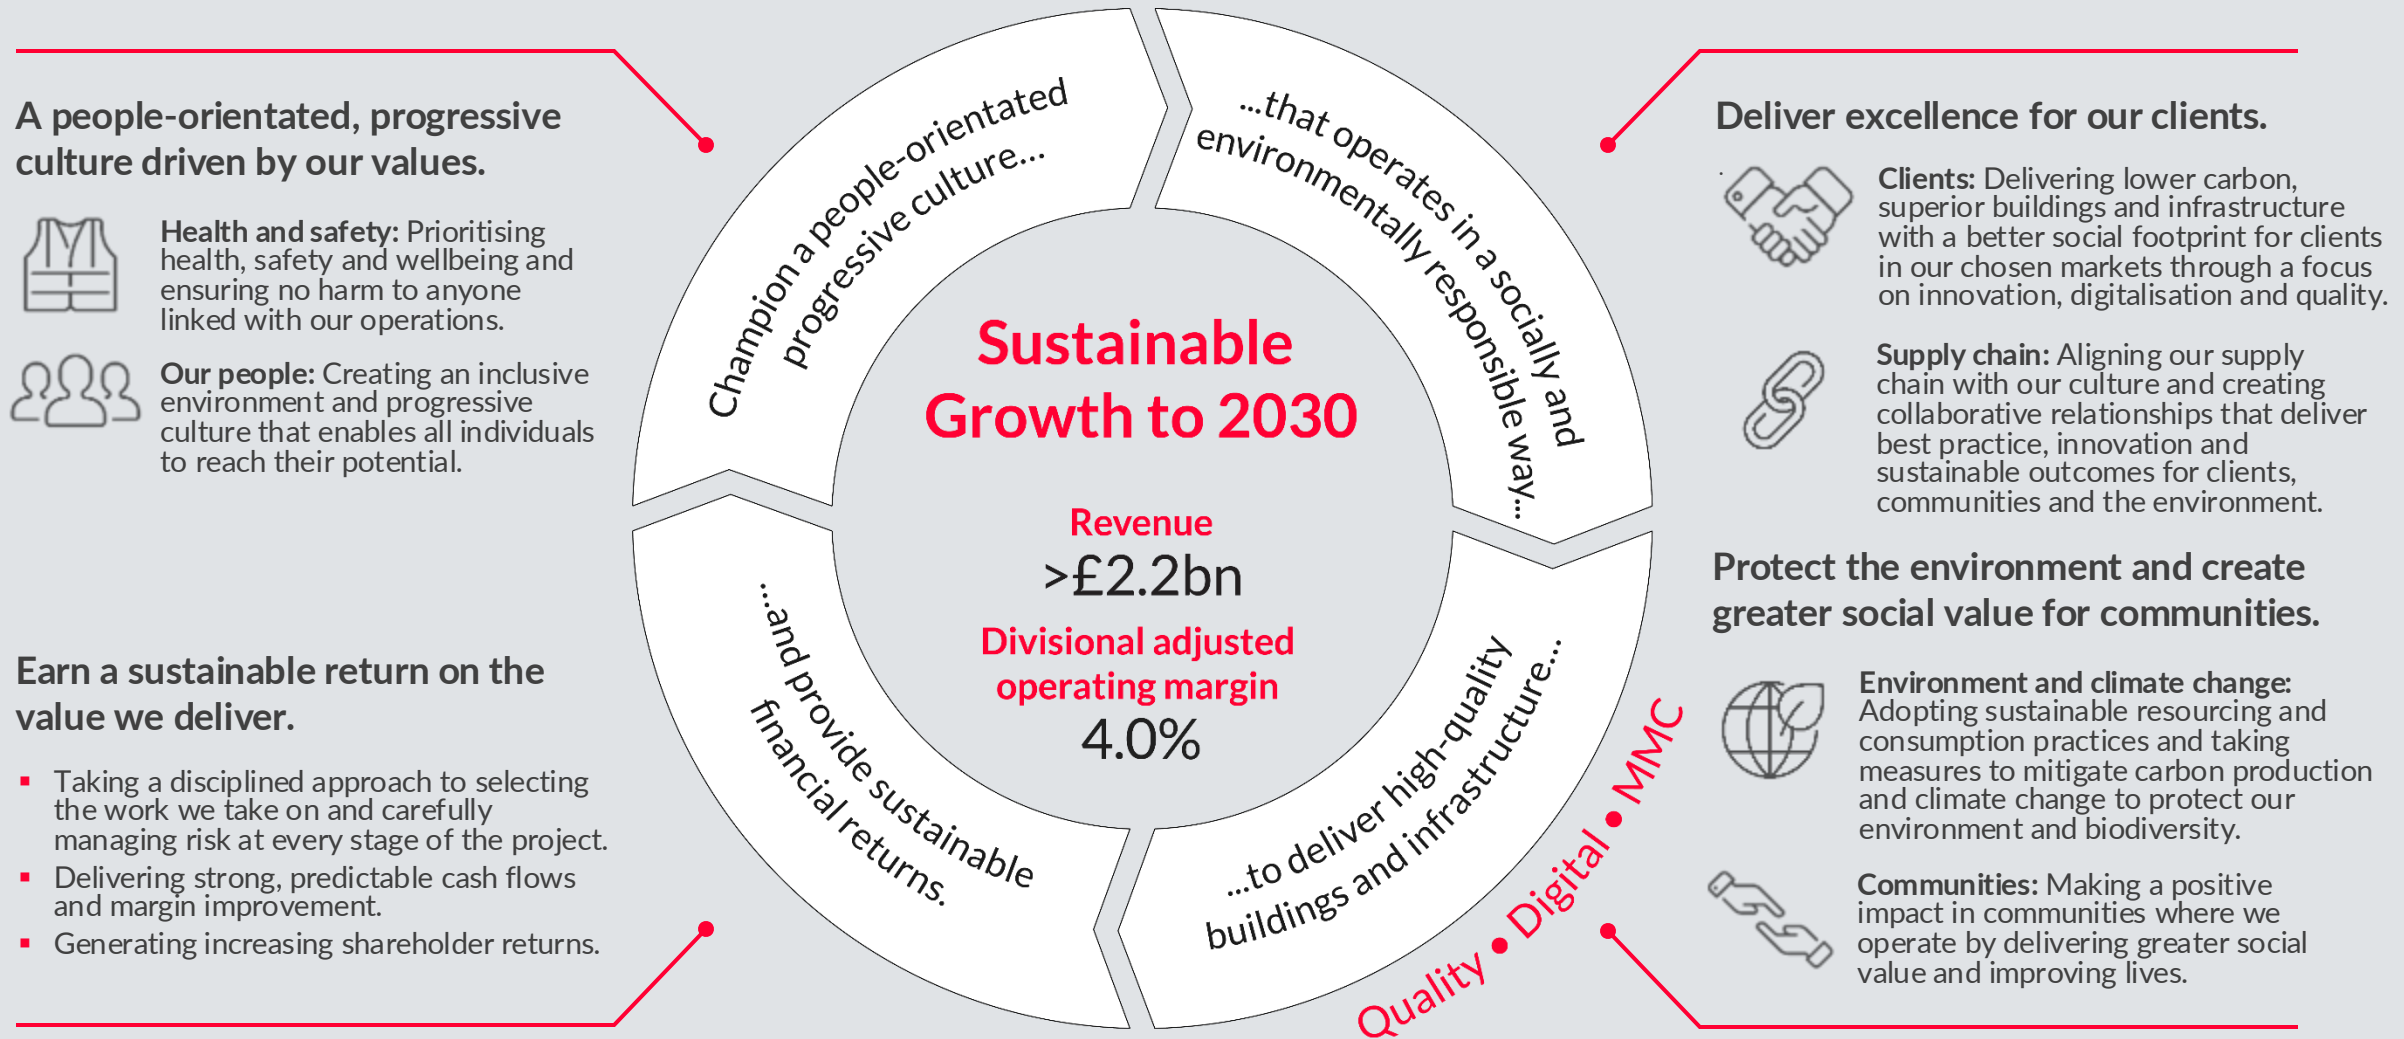 A people-orientated, progressive
culture driven by our values.
Health and safety: Prioritising
health, safety and wellbeing and
ensuring no harm to anyone
linked with our operations.
Our people: Creating an inclusive
environment and progressive
culture that enables all individuals
to reach their potential.
Earn a sustainable return on the
value we deliver.
▪ Taking a disciplined approach to selecting
the work we take on and carefully
managing risk at every stage of the project.
▪ Delivering strong, predictable cash flows
and margin improvement.
▪ Generating increasing shareholder returns.
Champion a people-orientated
progressive culture...
...that operates in a socially and
environmentally responsible way...
...to deliver high-quality
buildings and infrastructure...
...and provide sustainable
financial returns.
Sustainable
Growth to 2030
Revenue
>£2.2bn
Divisional adjusted
operating margin
4.0%
Quality • Digital • MMC
Deliver excellence for our clients.
Clients: Delivering lower carbon,
superior buildings and infrastructure
with a better social footprint for clients
in our chosen markets through a focus
on innovation, digitalisation and quality.
Supply chain: Aligning our supply
chain with our culture and creating
collaborative relationships that deliver
best practice, innovation and
sustainable outcomes for clients,
communities and the environment.
Protect the environment and create
greater social value for communities.
Environment and climate change:
Adopting sustainable resourcing and
consumption practices and taking
measures to mitigate carbon production
and climate change to protect our
environment and biodiversity.
Communities: Making a positive
impact in communities where we
operate by delivering greater social
value and improving lives.